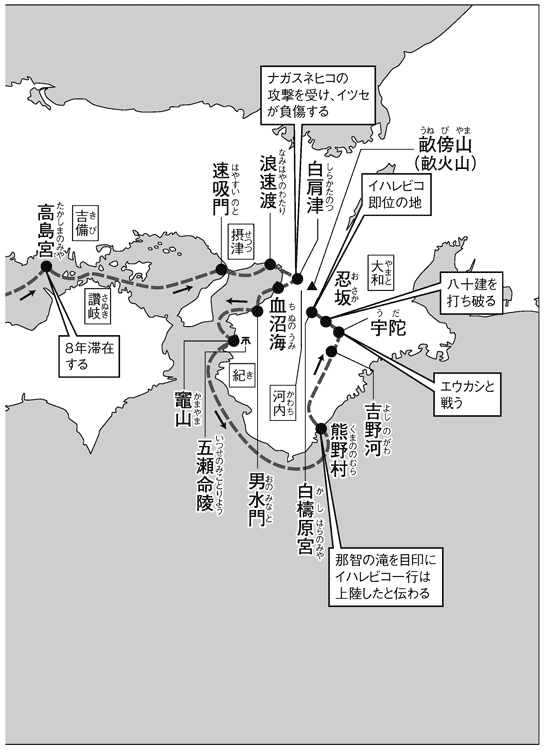 ナガスネヒコの
攻撃を受け、イツセ
が負傷する
畝傍山
うねびやま
(畝火山)
イハレビコ
即位の地
白肩津
しらかたのつ
浪速渡
なみはやのわたり
速吸門
はやすいのと
摂津
せっつ
高島宮
たかしまのみや
吉備
きび
讃岐
さぬき
8年滞在
する
大和
やまと
忍坂
おさか
八十建を
打ち破る
宇陀
うだ
エウカシと
戦う
血沼海
ちぬのうみ
紀
き
河内
かわち
竈山
かまやま
五瀬命陵
いつせのみことりょう
男水門
おのみなと
白檮原宮
かしはらのみや
熊野村
くまののむら
吉野河
よしのがわ
那智の滝を目印に
イハレビコ一行は
上陸したと伝わる